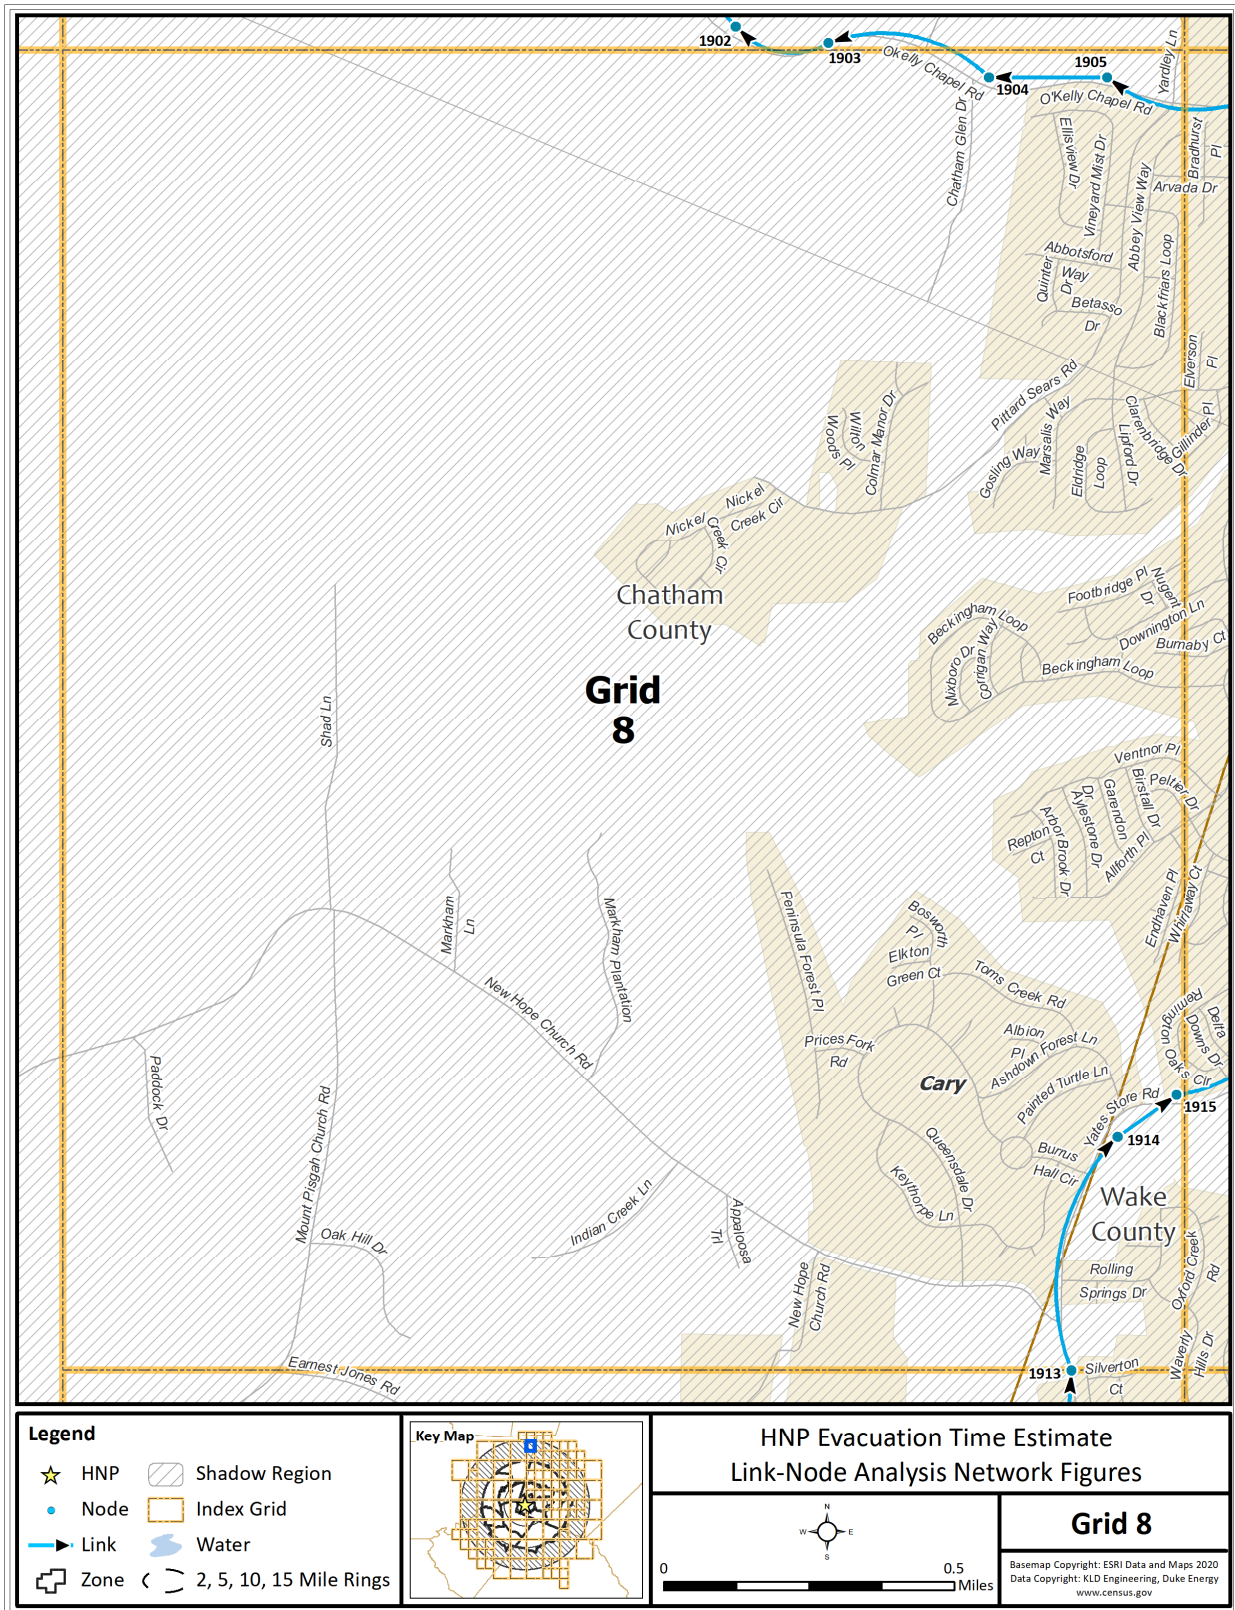 1902
1903
Okelly Chapel Rd
1904
1905
O'Kelly Chapel Rd
Yardley Ln
Chatham Glen Dr
Ellisview Dr
Vineyard Mist Dr
Abbey View Way
Bradhurst
Pl
Arvada Dr
Abbotsford
Way
Quinter
Dr
Betasso
Dr
Blackfriars Loop
Elverson
Pl
Pittard Sears Rd
Wilton
Woods Pl
Colmar Manor Dr
Gosling Way
Marsalis Way
Eldridge
Loop
Lipford Dr
Clarenbridge Dr
Gillinder Pl
Nickel
Creek Cir
Nickel
Creek Cir
Chatham
County
Grid
8
Footbridge Pl
Nugent
Dr
Downington Ln
Burnaby Ct
Beckingham Loop
Mixboro Dr
Corrigan Way
Beckingham Loop
Shad Ln
Ventnor Pl
Peltier Dr
Birstall Dr
Garendon
Aylestone Dr
Dr
Arbor Brook Dr
Repton
Ct
Allforth Pl
Endhaven Pl
Whirlaway Ct
Markham
Ln
Markham Plantation
New Hope Church Rd
Peninsula Forest Pl
Bosworth
Pl
Elkton
Green Ct
Toms Creek Rd
Albion
Pl
Ashdown Forest Ln
Painted Turtle Ln
Prices Fork
Rd
Cary
Remington Oaks Cir
Delta
Downs Dr
Yates Store Rd
1915
1914
Paddock Dr
Mount Pisgah Church Rd
Oak Hill Dr
Indian Creek Ln
Appaloosa
Trl
Queensdale Dr
Keythorpe Ln
Burrus
Hall Cir
Wake
County
Rolling
Springs Dr
Oxford Creek
Rd
New Hope
Church Rd
Waverly
Hills Dr
Earnest Jones Rd
1913
Silverton
Ct
Legend
HNP
Node
Link
Zone
Shadow Region
Index Grid
Water
2, 5, 10, 15 Mile Rings
Key Map
HNP Evacuation Time Estimate
Link-Node Analysis Network Figures
N
W
E
S
0
0.5
Miles
Grid 8
Basemap Copyright: ESRI Data and Maps 2020
Data Copyright: KLD Engineering, Duke Energy
www.census.gov